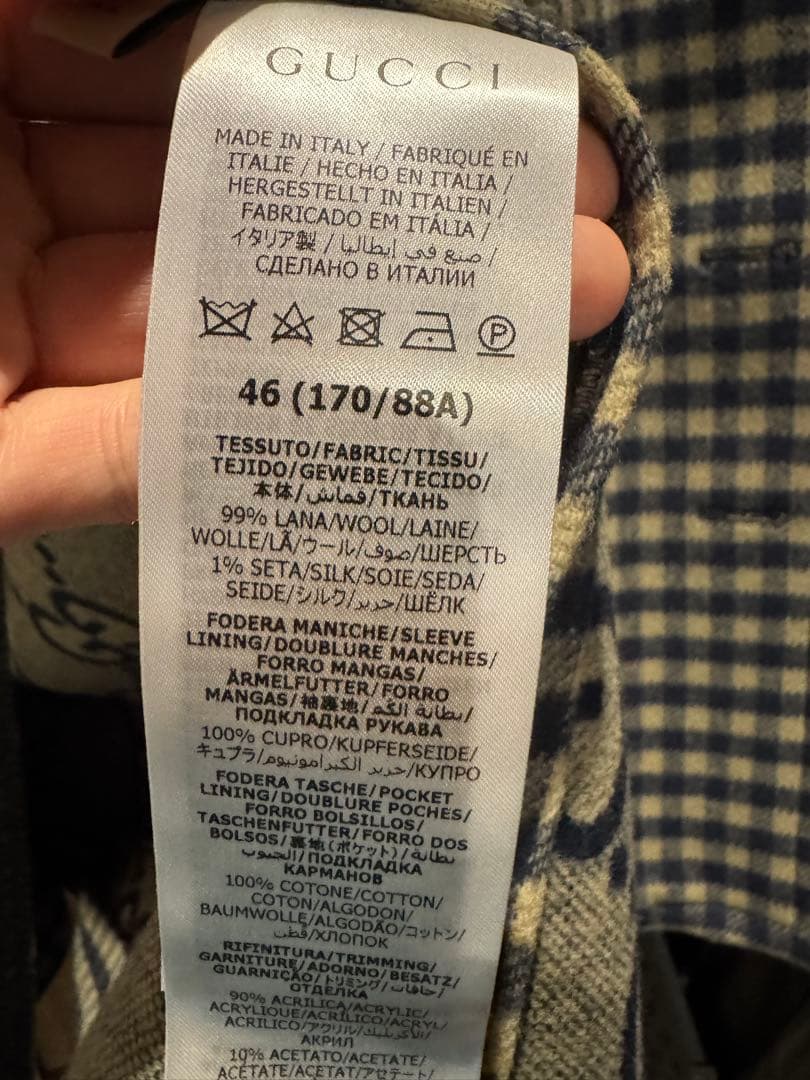 GUCCI
MADE IN ITALY / FABRIQUÉ EN
ITALIE / HECHO EN ITALIA /
HERGESTELLT IN ITALIEN /
FABRICADO EM ITÁLIA /
イタリア製 / صنع في إيطاليا /
СДЕЛАНО В ИТАЛИИ
P
46 (170/88A)
TESSUTO/FABRIC/TISSU/
TEJIDO/GEWEBE/TECIDO/
本体/قماش/ТКАНЬ
99% LANA/WOOL/LAINE/
WOLLE/LÃ/ウール/صوف/ШЕРСТЬ
1% SETA/SILK/SOIE/SEDA/
SEIDE/シルク/حرير/ШЁЛК
FODERA MANICHE/SLEEVE
LINING/DOUBLURE MANCHES/
FORRO MANGAS/
ÄRMELFUTTER/FORRO
MANGAS/袖裏地/بطانة الكم/
ПОДКЛАДКА РУКАВА
100% CUPRO/KUPFERSEIDE/
キュプラ/حرير الكبرامونيوم/КУПРО
FODERA TASCHE/POCKET
LINING/DOUBLURE POCHES/
FORRO BOLSILLOS/
TASCHENFUTTER/FORRO DOS
BOLSOS/裏地(ポケット)/بطانة
الجيوب/ПОДКЛАДКА
КАРМАНОВ
100% COTONE/COTTON/
COTON/ALGODON/
BAUMWOLLE/ALGODÃO/コットン/
قطن/ХЛОПОК
RIFINITURA/TRIMMING/
GARNITURE/ADORNO/BESATZ/
GUARNIÇÃO/トリミング/حافات/
ОТДЕЛКА
90% ACRILICA/ACRYLIC/
ACRYLIQUE/ACRÍLICO/ACRYL/
ACRILICO/アクリル/الأكريليك/
АКРИЛ
10% ACETATO/ACETATE/
ACÉTATE/ACETAT/アセテート/